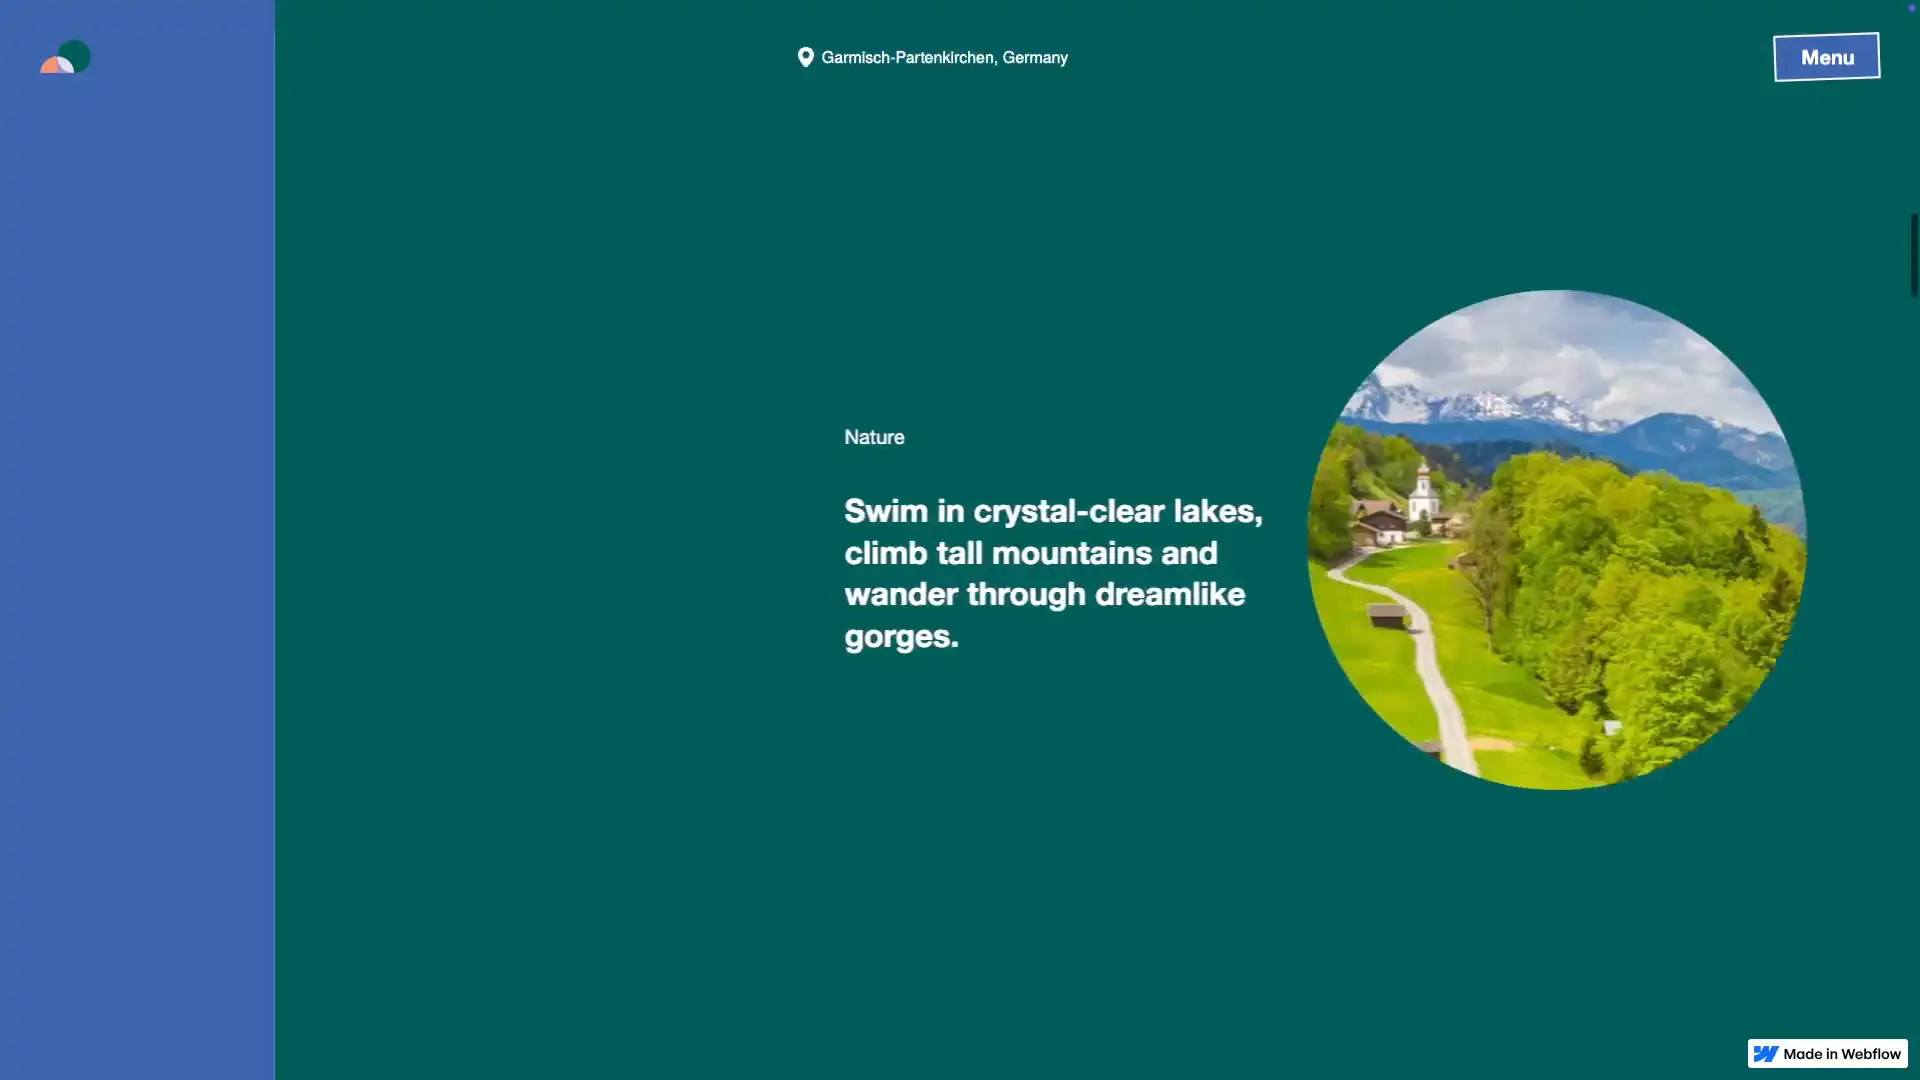 Garmisch-Partenkirchen, Germany
Menu
Nature
Swim in crystal-clear lakes,
climb tall mountains and
wander through dreamlike
gorges.
Made in Webflow